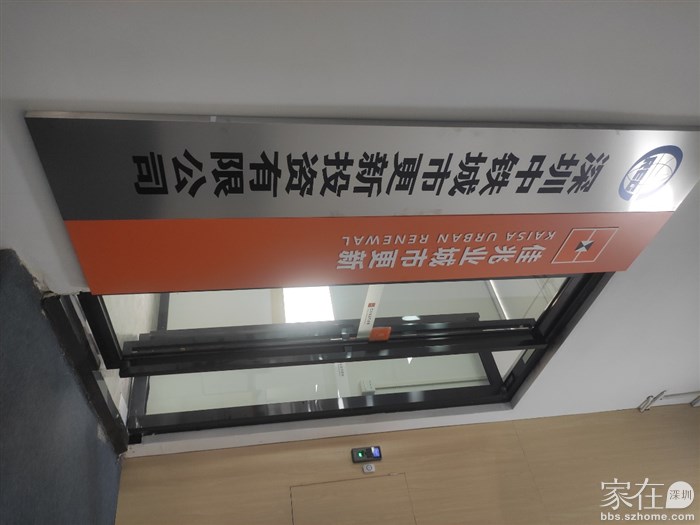 深圳中铁城市更新投资有限公司
佳兆业城市更新
KAISA URBAN RENEWAL
家在深圳
bbs.szhome.com